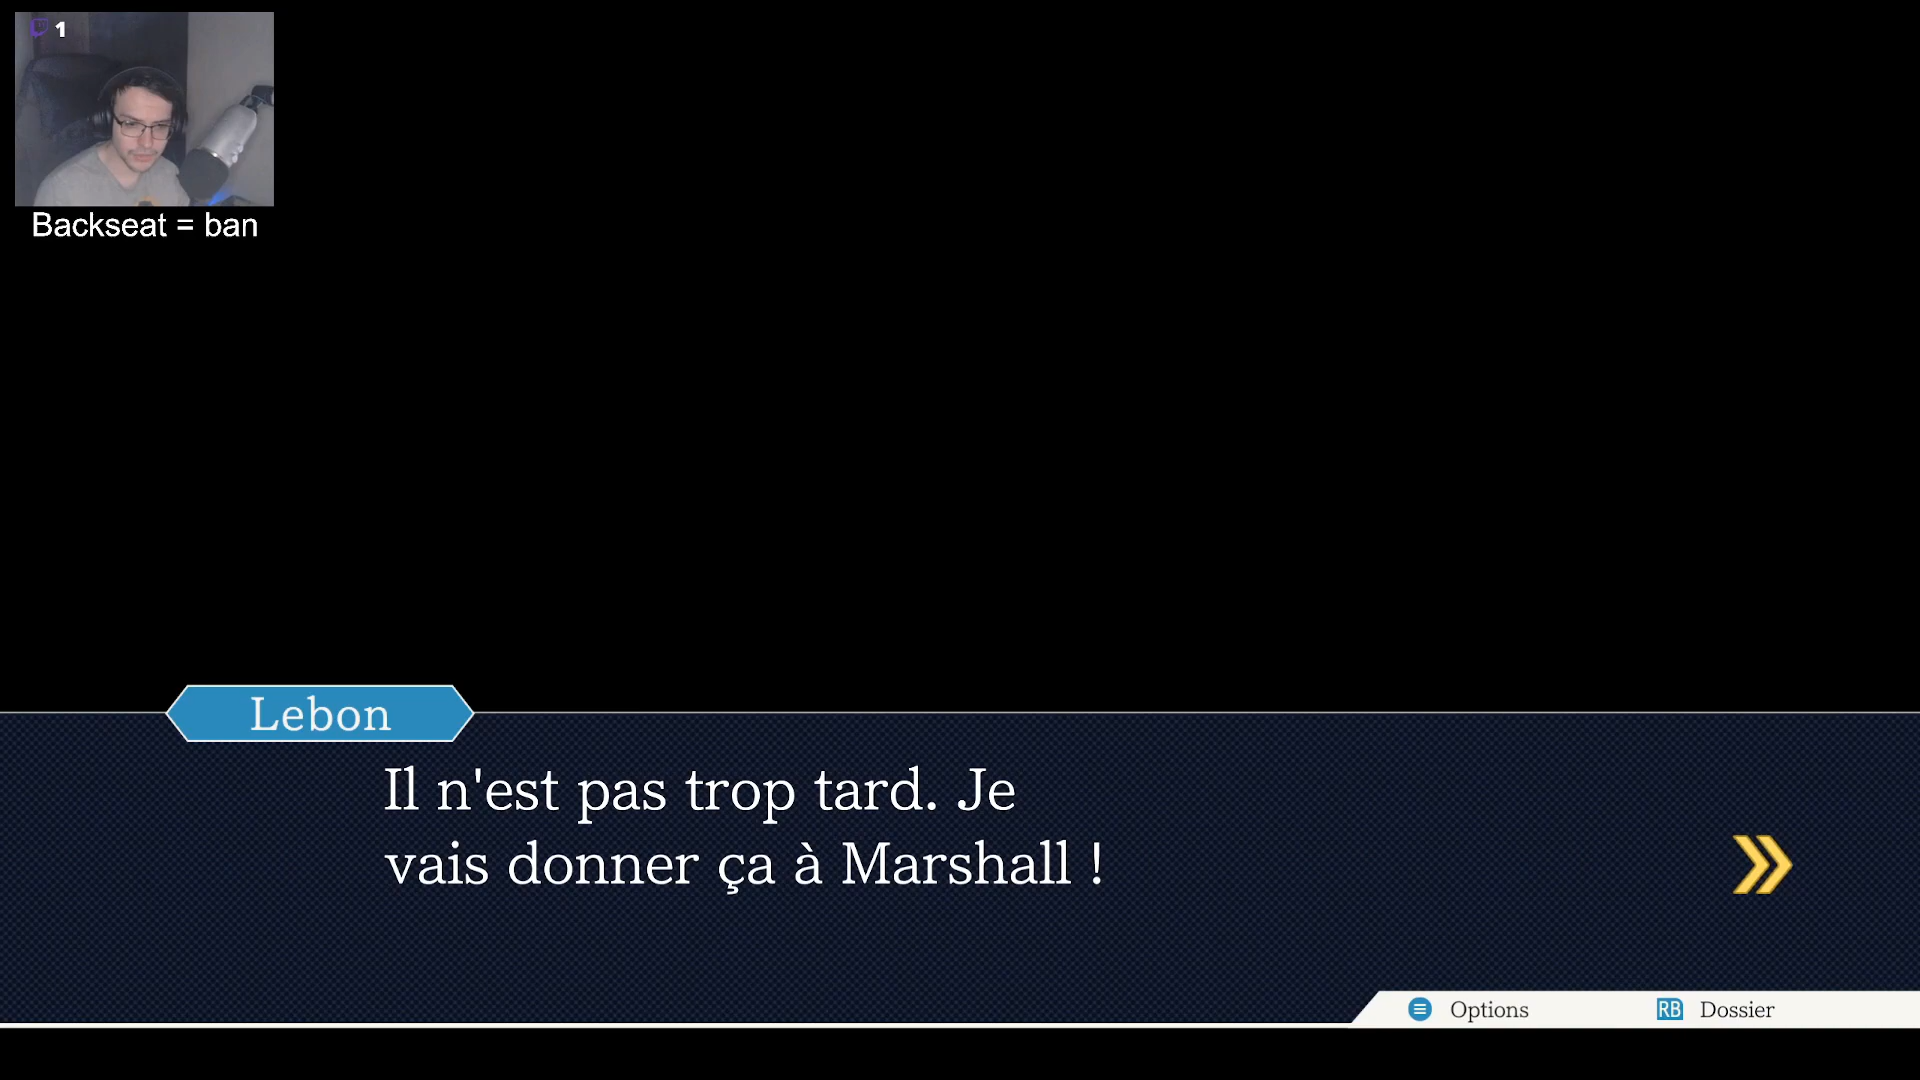 1
Backseat = ban
Lebon
Il n'est pas trop tard. Je
vais donner ça à Marshall !
Options
RB Dossier